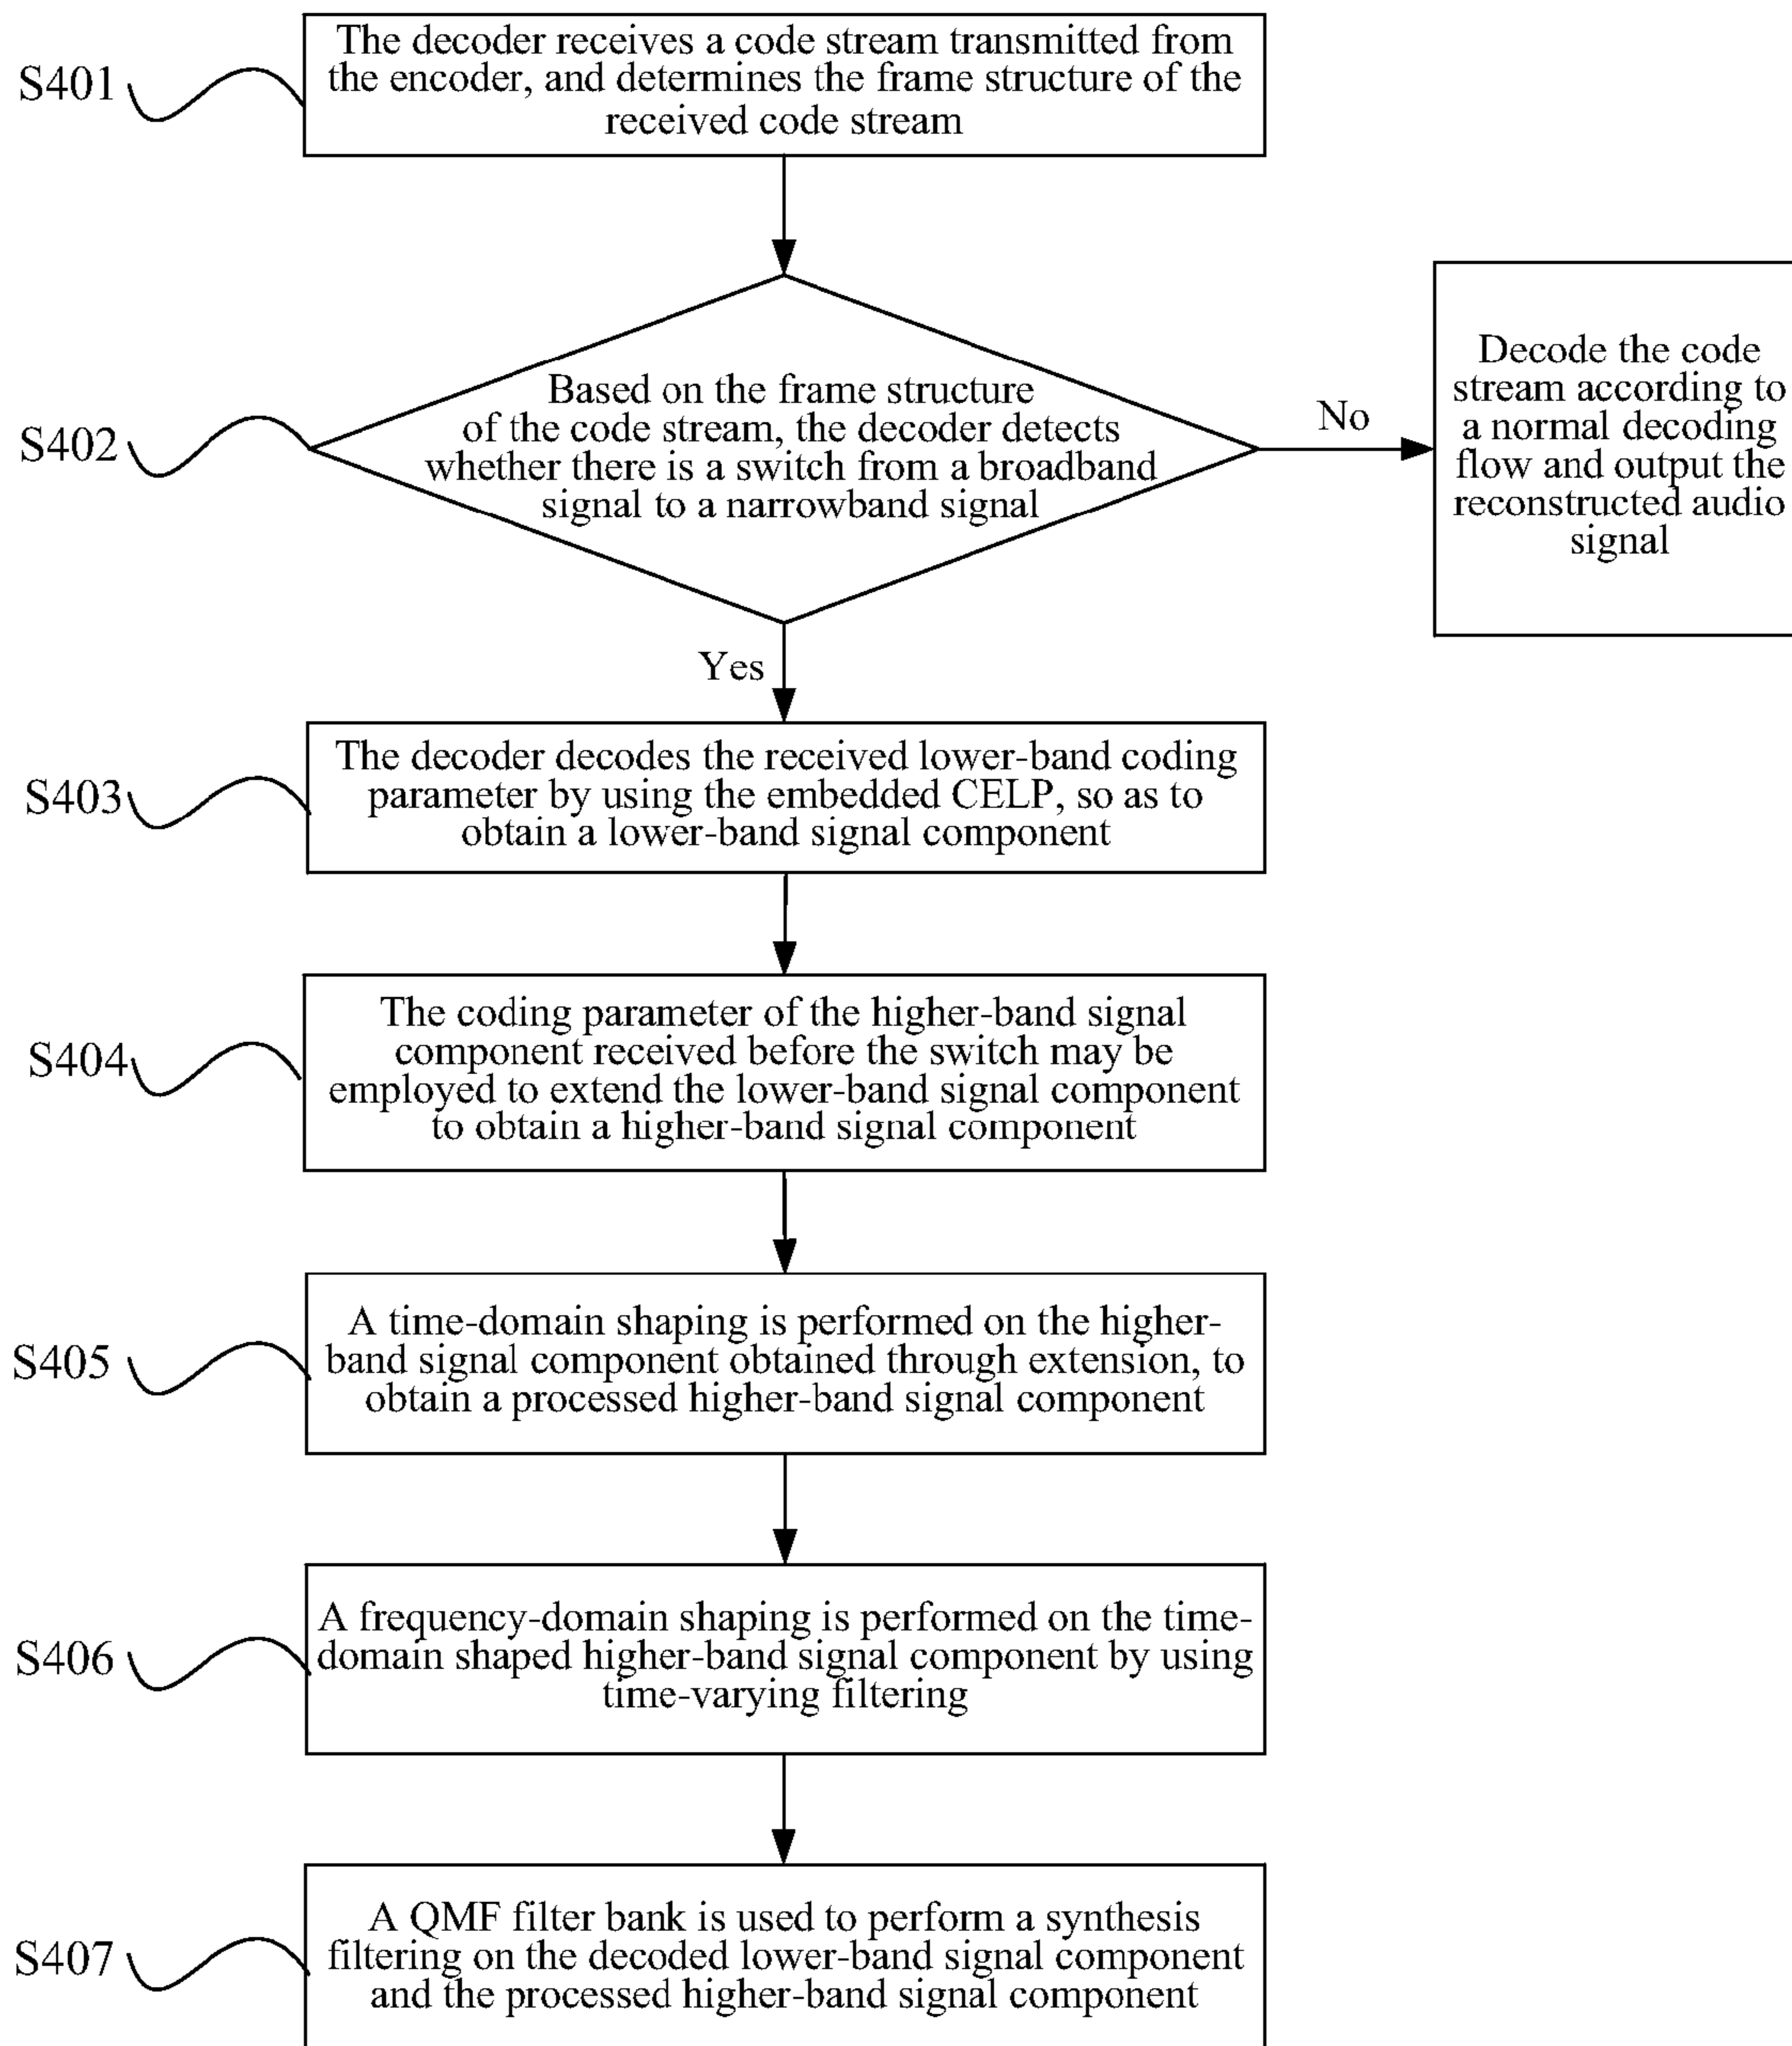 S401
The decoder receives a code stream transmitted from
the encoder, and determines the frame structure of the
received code stream
S402
Based on the frame structure
of the code stream, the decoder detects
whether there is a switch from a broadband
signal to a narrowband signal
No
Decode the code
stream according to
a normal decoding
flow and output the
reconstructed audio
signal
Yes
S403
The decoder decodes the received lower-band coding
parameter by using the embedded CELP, so as to
obtain a lower-band signal component
S404
The coding parameter of the higher-band signal
component received before the switch may be
employed to extend the lower-band signal component
to obtain a higher-band signal component
S405
A time-domain shaping is performed on the higher-
band signal component obtained through extension, to
obtain a processed higher-band signal component
S406
A frequency-domain shaping is performed on the time-
domain shaped higher-band signal component by using
time-varying filtering
S407
A QMF filter bank is used to perform a synthesis
filtering on the decoded lower-band signal component
and the processed higher-band signal component